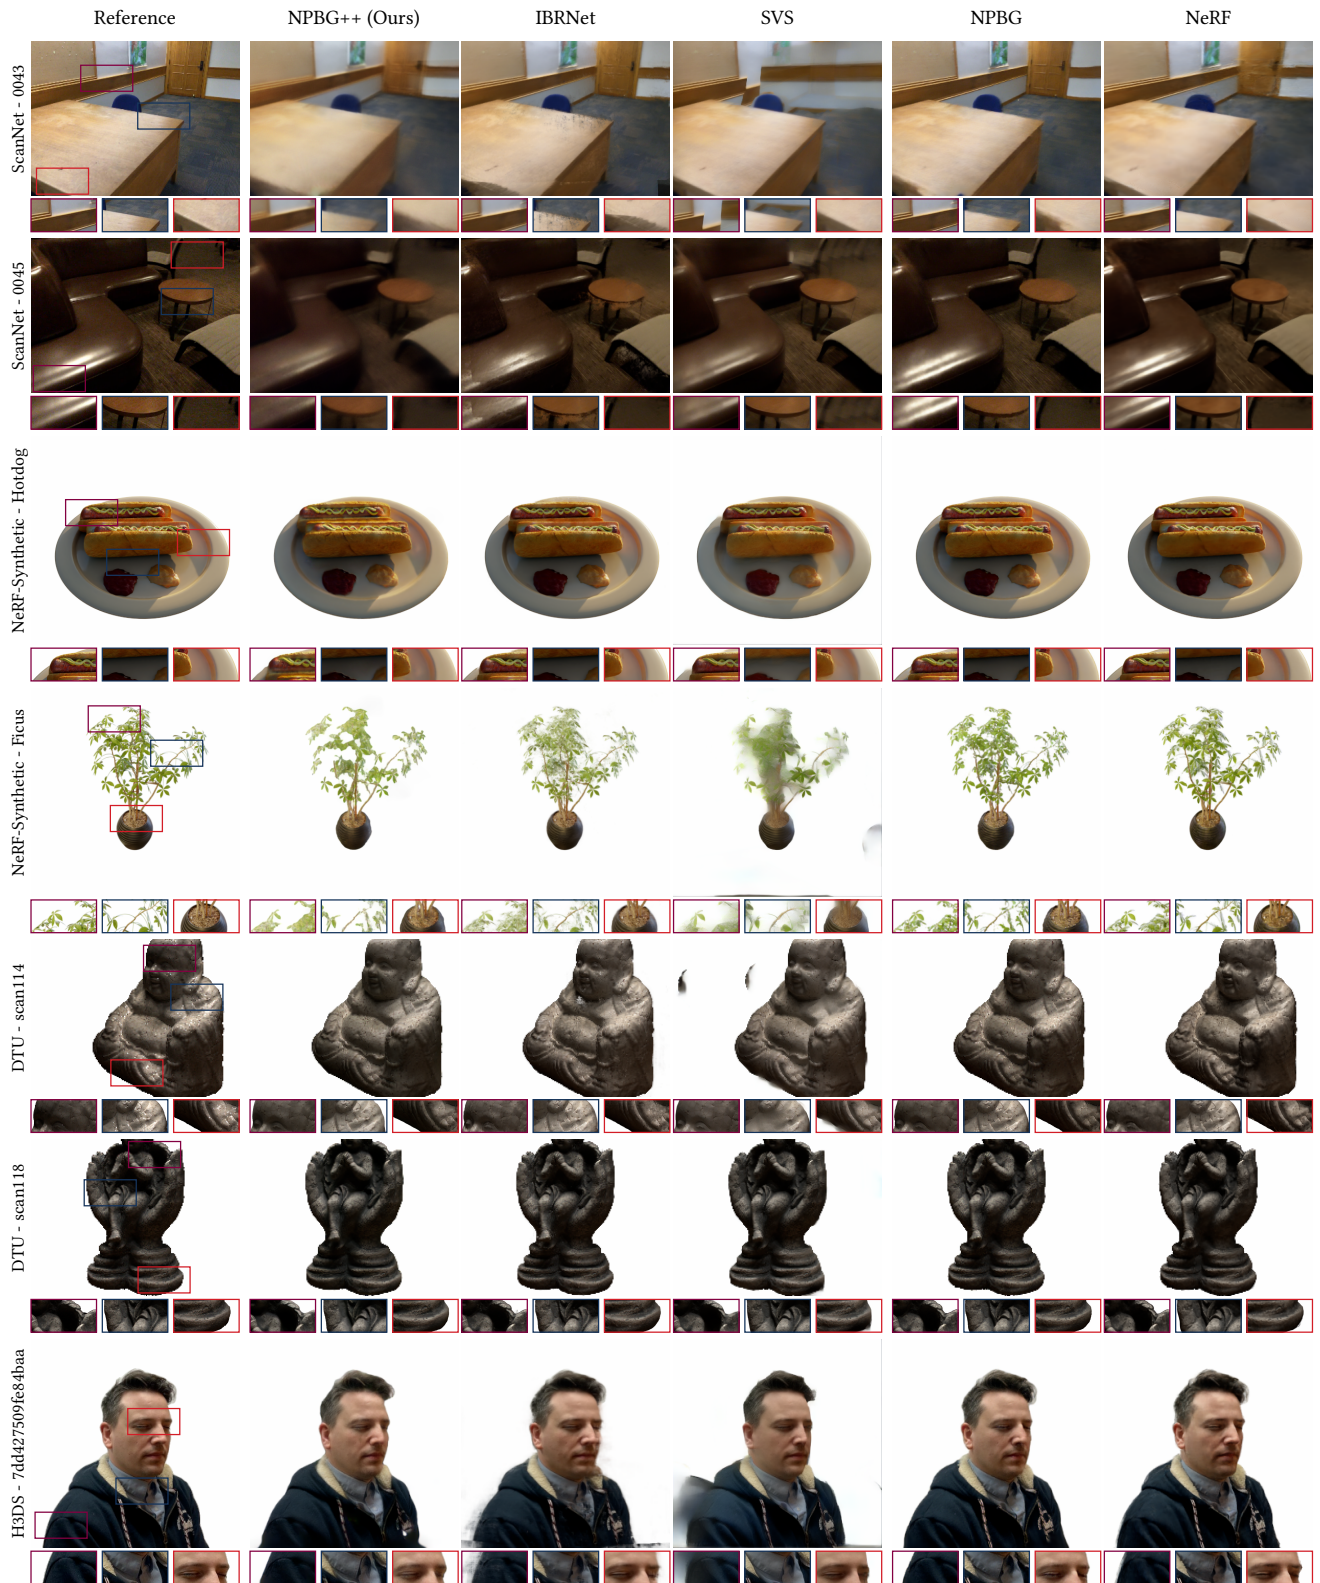 Reference NPBG++ (Ours) IBRNet SVS NPBG NeRF
ScanNet - 0043
ScanNet - 0045
NeRF-Synthetic - Hotdog
NeRF-Synthetic - Ficus
DTU - scan114
DTU - scan118
H3DS - 7dd427509fe84baa